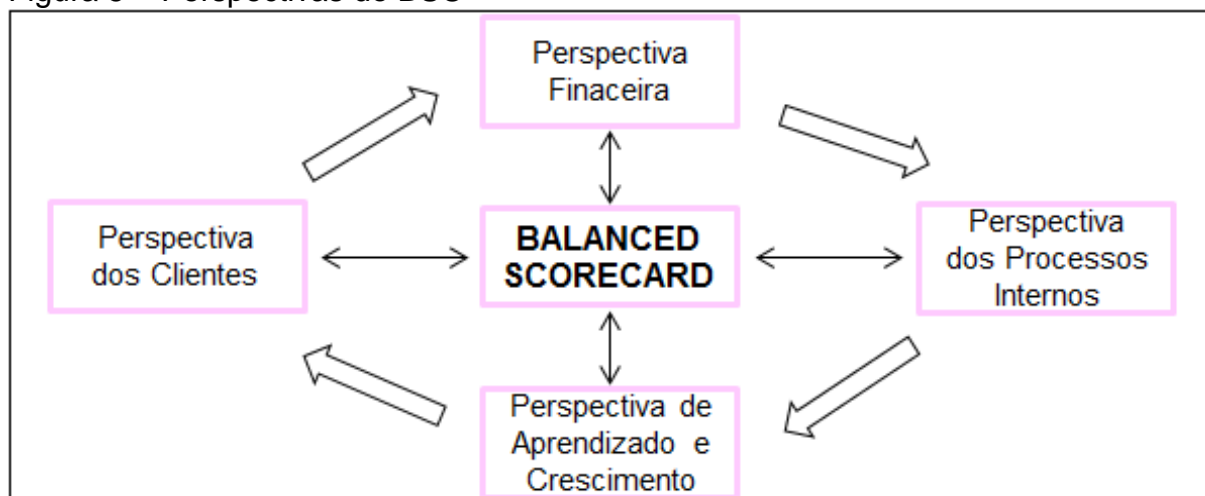 Figura 3 – Perspectivas do BSC
Perspectiva
Finaceira
Perspectiva
dos Clientes
BALANCED
SCORECARD
Perspectiva
dos Processos
Internos
Perspectiva de
Aprendizado e
Crescimento